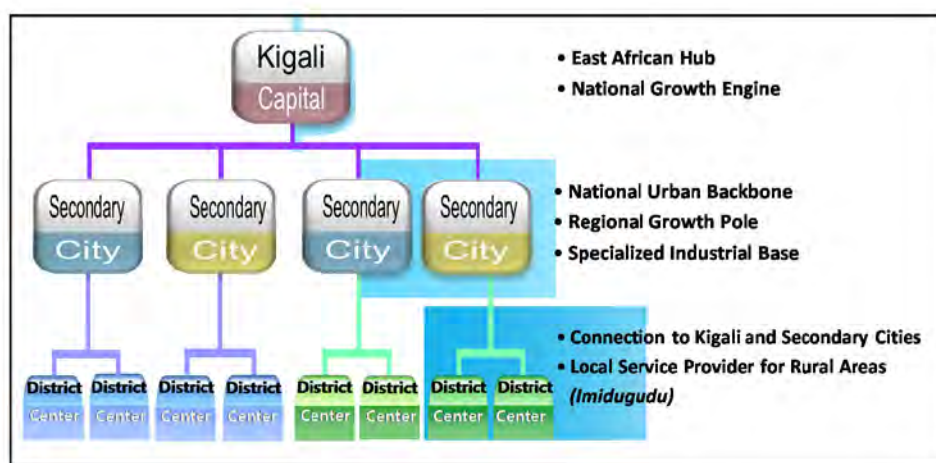 Kigali
Capital
• East African Hub
• National Growth Engine
Secondary
City
Secondary
City
Secondary
City
Secondary
City
• National Urban Backbone
• Regional Growth Pole
• Specialized Industrial Base
• Connection to Kigali and Secondary Cities
• Local Service Provider for Rural Areas
(Imidugudu)
District
Center
District
Center
District
Center
District
Center
District
Center
District
Center
District
Center
District
Center